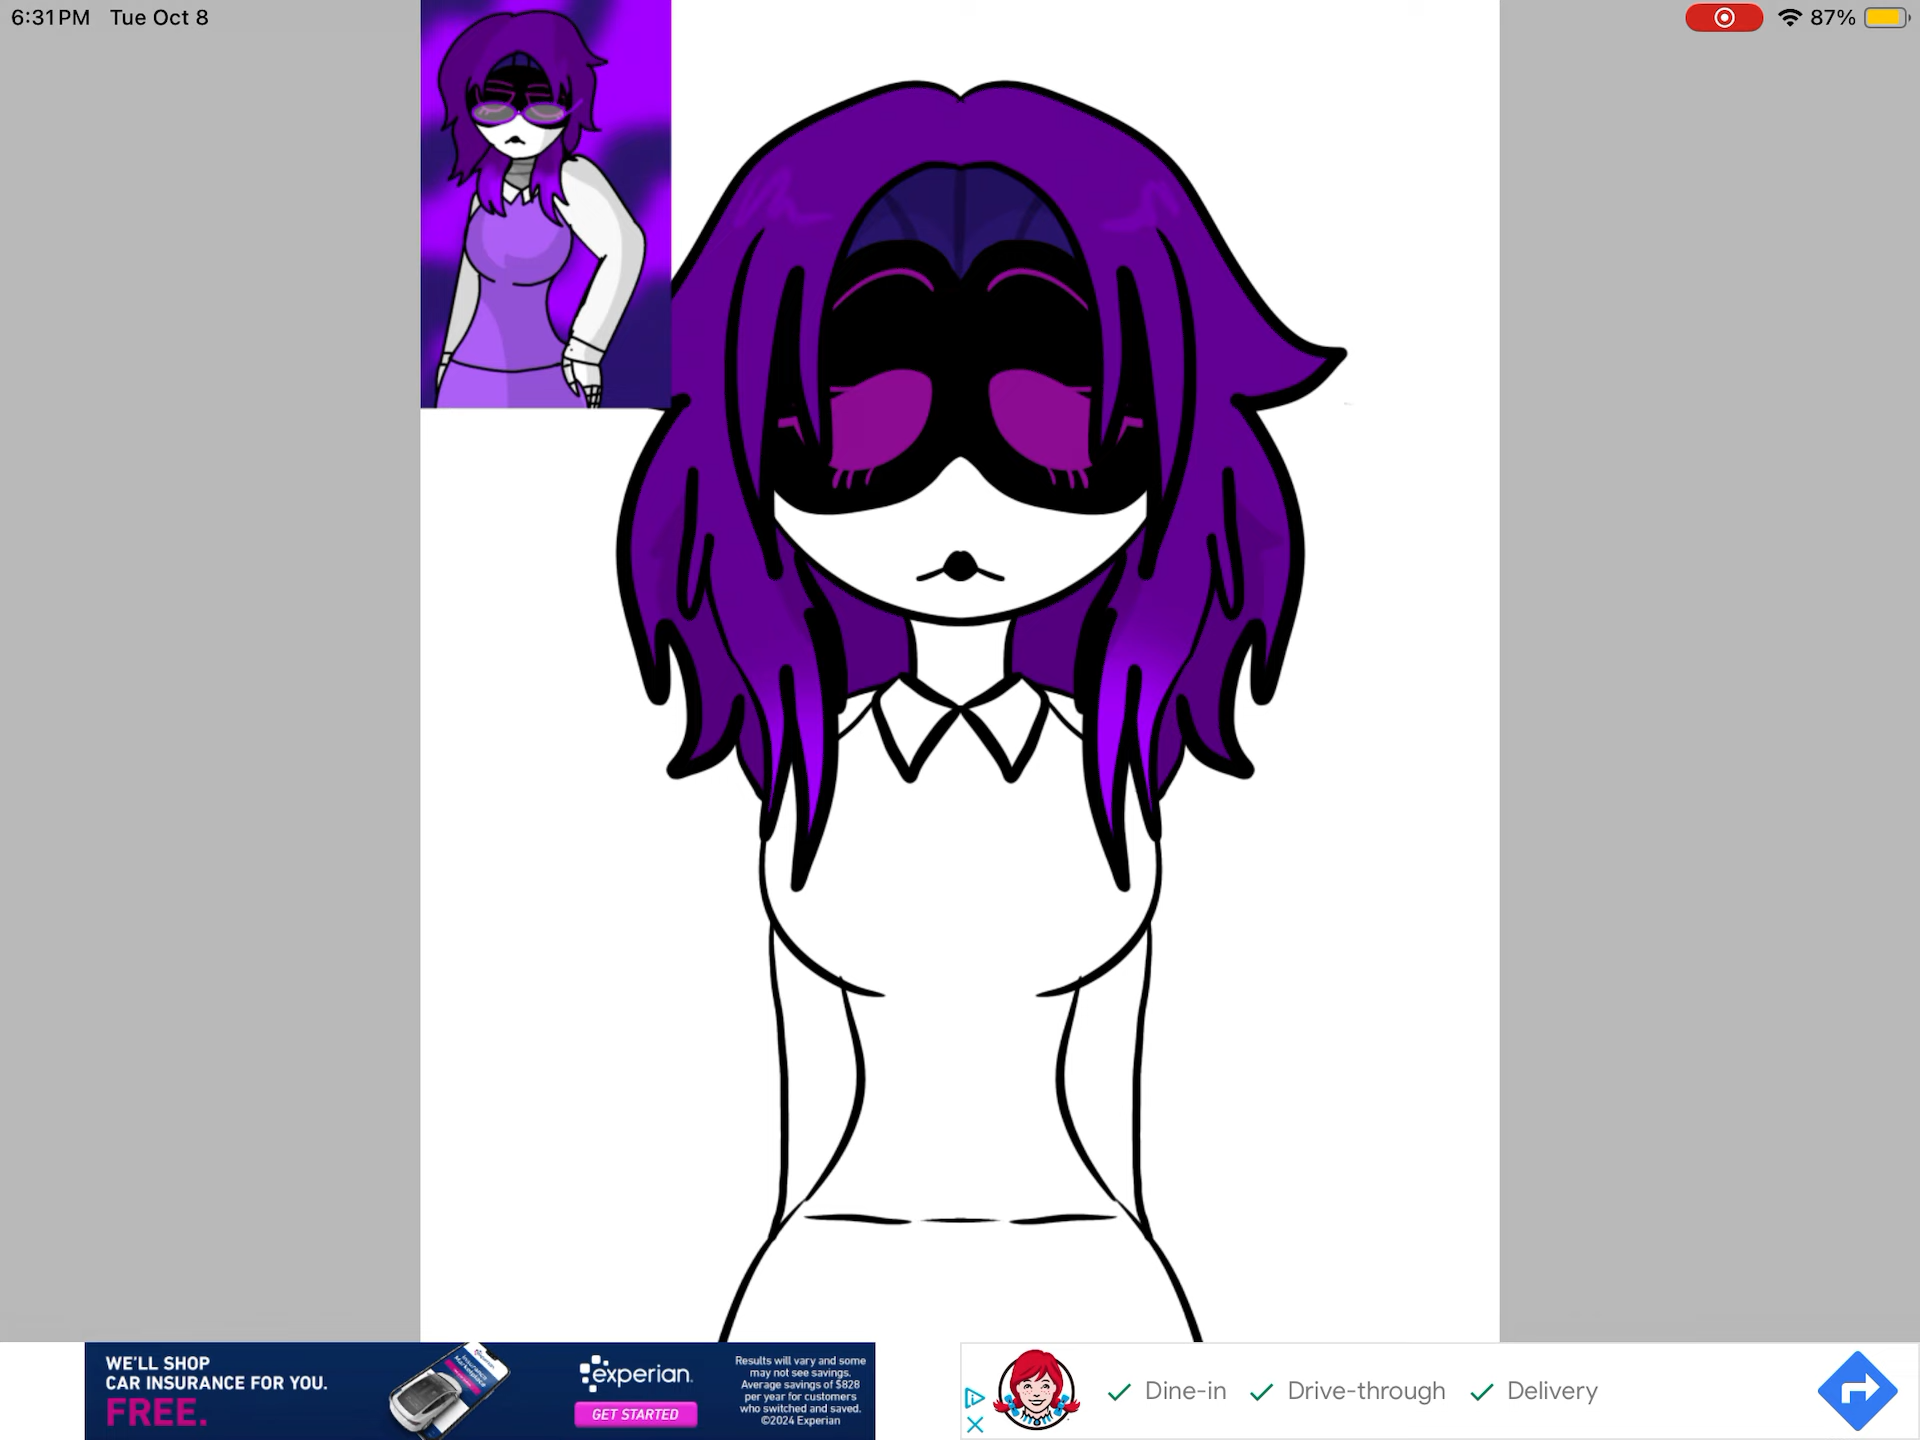 6:31 PM Tue Oct 8
87%
WE'LL SHOP
CAR INSURANCE FOR YOU.
FREE.
experian.
GET STARTED
Results will vary and some
may not see savings.
Average savings of $828
per year for customers
who switched and saved.
©2024 Experian
Dine-in
Drive-through
Delivery